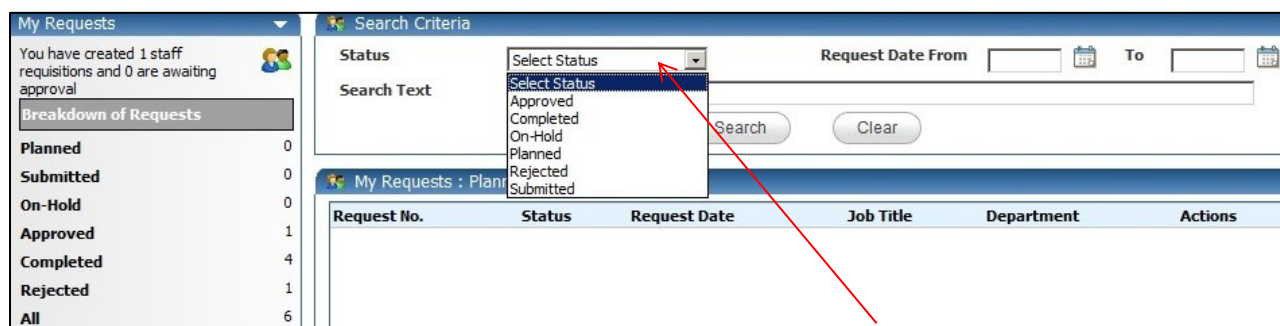 My Requests
You have created 1 staff
requisitions and 0 are awaiting
approval
Breakdown of Requests
Planned 0
Submitted 0
On-Hold 0
Approved 1
Completed 4
Rejected 1
All 6
Search Criteria
Status Select Status Request Date From To
Select Status
Approved
Completed
On-Hold
Planned
Rejected
Submitted
Search Text
Search Clear
My Requests : Plann
Request No. Status Request Date Job Title Department Actions